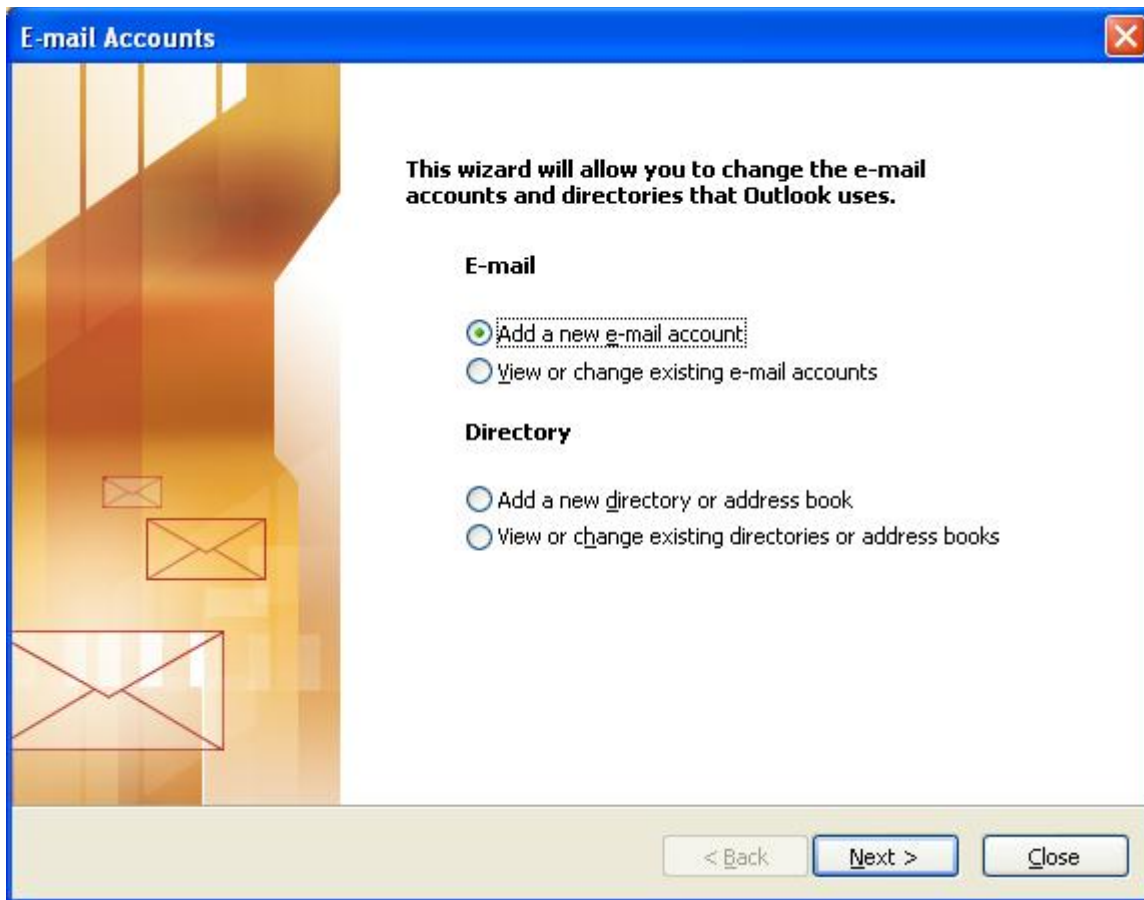 E-mail Accounts
This wizard will allow you to change the e-mail
accounts and directories that Outlook uses.
E-mail
Add a new e-mail account
View or change existing e-mail accounts
Directory
Add a new directory or address book
View or change existing directories or address books
< Back
Next >
Close